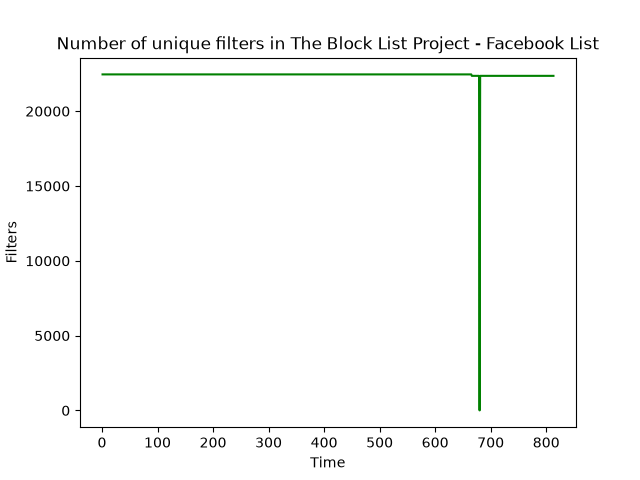 Number of unique filters in The Block List Project - Facebook List
20000
15000
10000
5000
0
Filters
0 100 200 300 400 500 600 700 800
Time